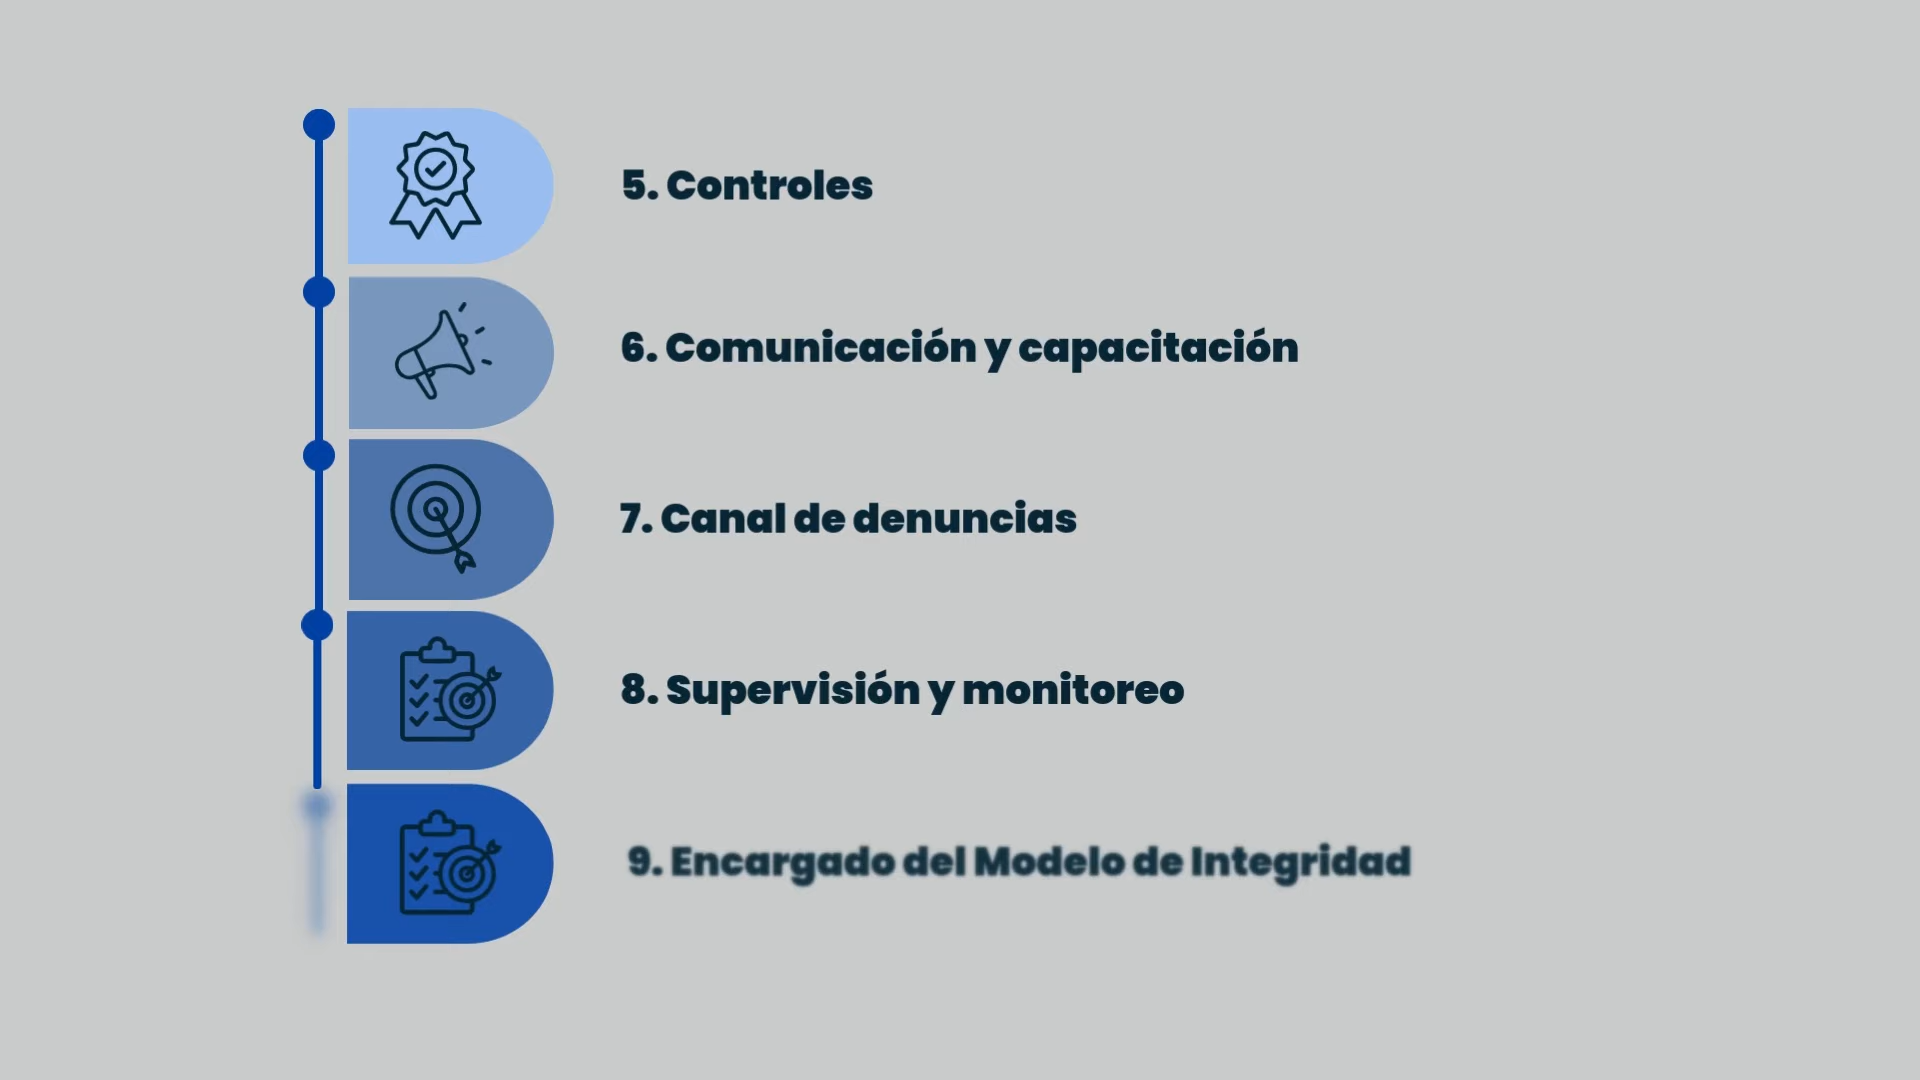 5. Controles
6. Comunicación y capacitación
7. Canal de denuncias
8. Supervisión y monitoreo
9. Encargado del Modelo de Integridad